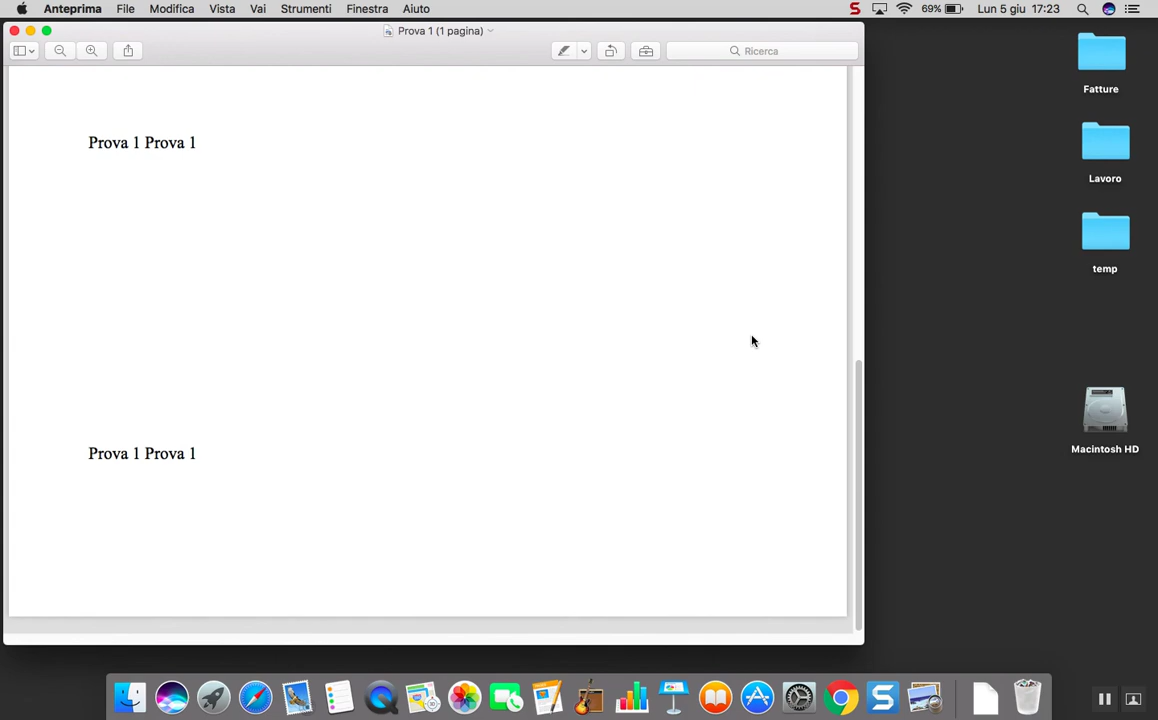 Anteprima File Modifica Vista Vai Strumenti Finestra Aiuto S 69% Lun 5 giu 17:23
Prova 1 (1 pagina)
Ricerca
Fatture
Prova 1 Prova 1
Lavoro
temp
Macintosh HD
Prova 1 Prova 1
S